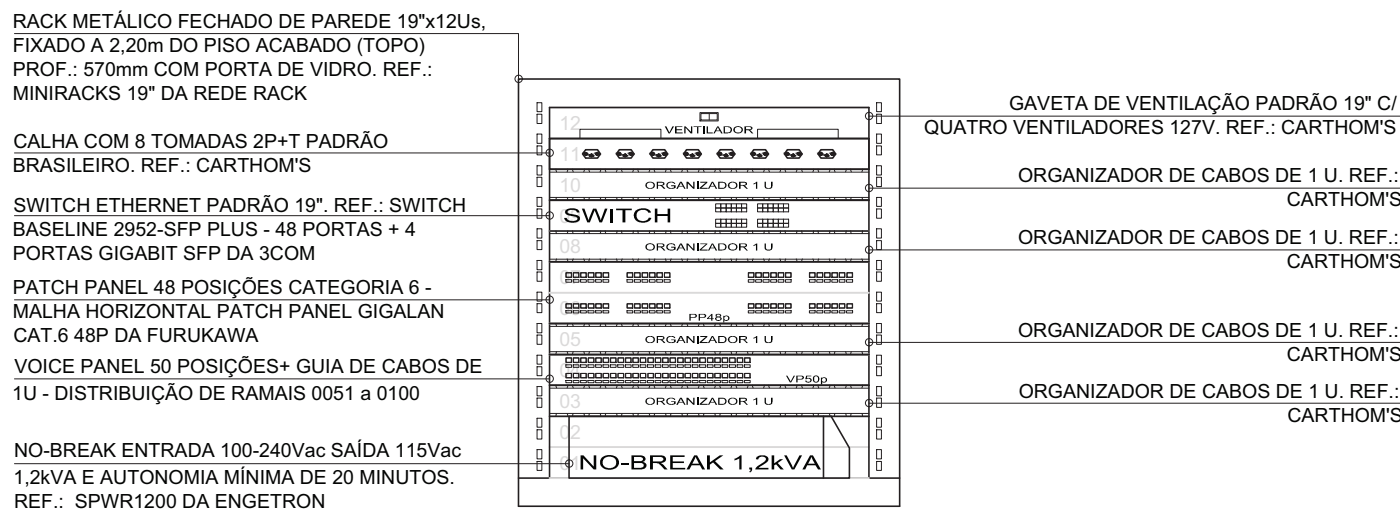 RACK METÁLICO FECHADO DE PAREDE 19"x12Us,
FIXADO A 2,20m DO PISO ACABADO (TOPO)
PROF.: 570mm COM PORTA DE VIDRO. REF.:
MINIRACKS 19" DA REDE RACK
CALHA COM 8 TOMADAS 2P+T PADRÃO
BRASILEIRO. REF.: CARTHOM'S
SWITCH ETHERNET PADRÃO 19". REF.: SWITCH
BASELINE 2952-SFP PLUS - 48 PORTAS + 4
PORTAS GIGABIT SFP DA 3COM
PATCH PANEL 48 POSIÇÕES CATEGORIA 6 -
MALHA HORIZONTAL PATCH PANEL GIGALAN
CAT.6 48P DA FURUKAWA
VOICE PANEL 50 POSIÇÕES+ GUIA DE CABOS DE
1U - DISTRIBUIÇÃO DE RAMAIS 0051 a 0100
NO-BREAK ENTRADA 100-240Vac SAÍDA 115Vac
1,2kVA E AUTONOMIA MÍNIMA DE 20 MINUTOS.
REF.: SPWR1200 DA ENGETRON
12
VENTILADOR
11
10 ORGANIZADOR 1 U
SWITCH
08 ORGANIZADOR 1 U
PP48p
05 ORGANIZADOR 1 U
VP50p
03 ORGANIZADOR 1 U
02
01 NO-BREAK 1,2kVA
GAVETA DE VENTILAÇÃO PADRÃO 19" C/
QUATRO VENTILADORES 127V. REF.: CARTHOM'S
ORGANIZADOR DE CABOS DE 1 U. REF.:
CARTHOM'S
ORGANIZADOR DE CABOS DE 1 U. REF.:
CARTHOM'S
ORGANIZADOR DE CABOS DE 1 U. REF.:
CARTHOM'S
ORGANIZADOR DE CABOS DE 1 U. REF.:
CARTHOM'S